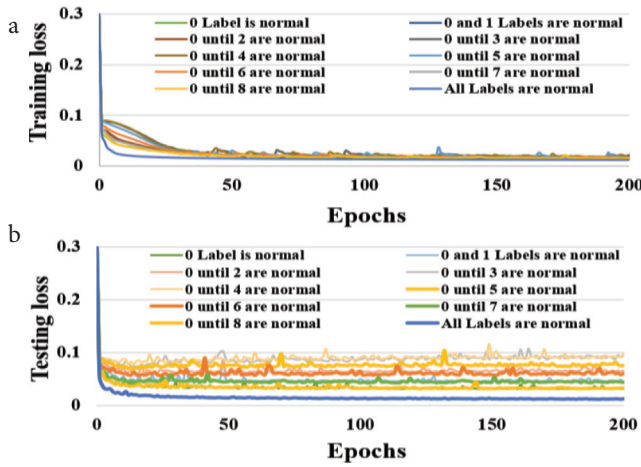 a
0.3
0.2
0.1
0
Training loss
0 Label is normal
0 and 1 Labels are normal
0 until 2 are normal
0 until 3 are normal
0 until 4 are normal
0 until 5 are normal
0 until 6 are normal
0 until 7 are normal
0 until 8 are normal
All Labels are normal
0 50 100 150 200
Epochs
b
0.3
0.2
0.1
0
Testing loss
0 Label is normal
0 and 1 Labels are normal
0 until 2 are normal
0 until 3 are normal
0 until 4 are normal
0 until 5 are normal
0 until 6 are normal
0 until 7 are normal
0 until 8 are normal
All Labels are normal
0 50 100 150 200
Epochs